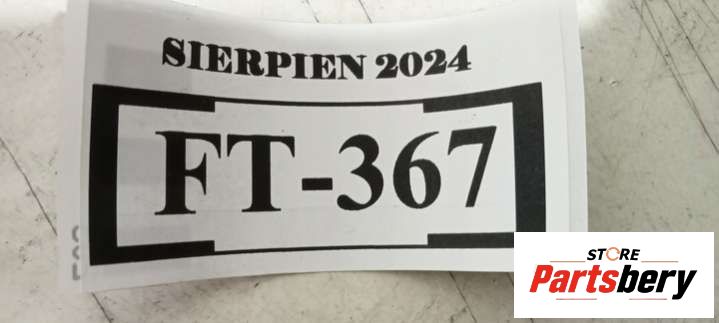 SIERPIEN 2024
FT-367
STORE
Partsbery